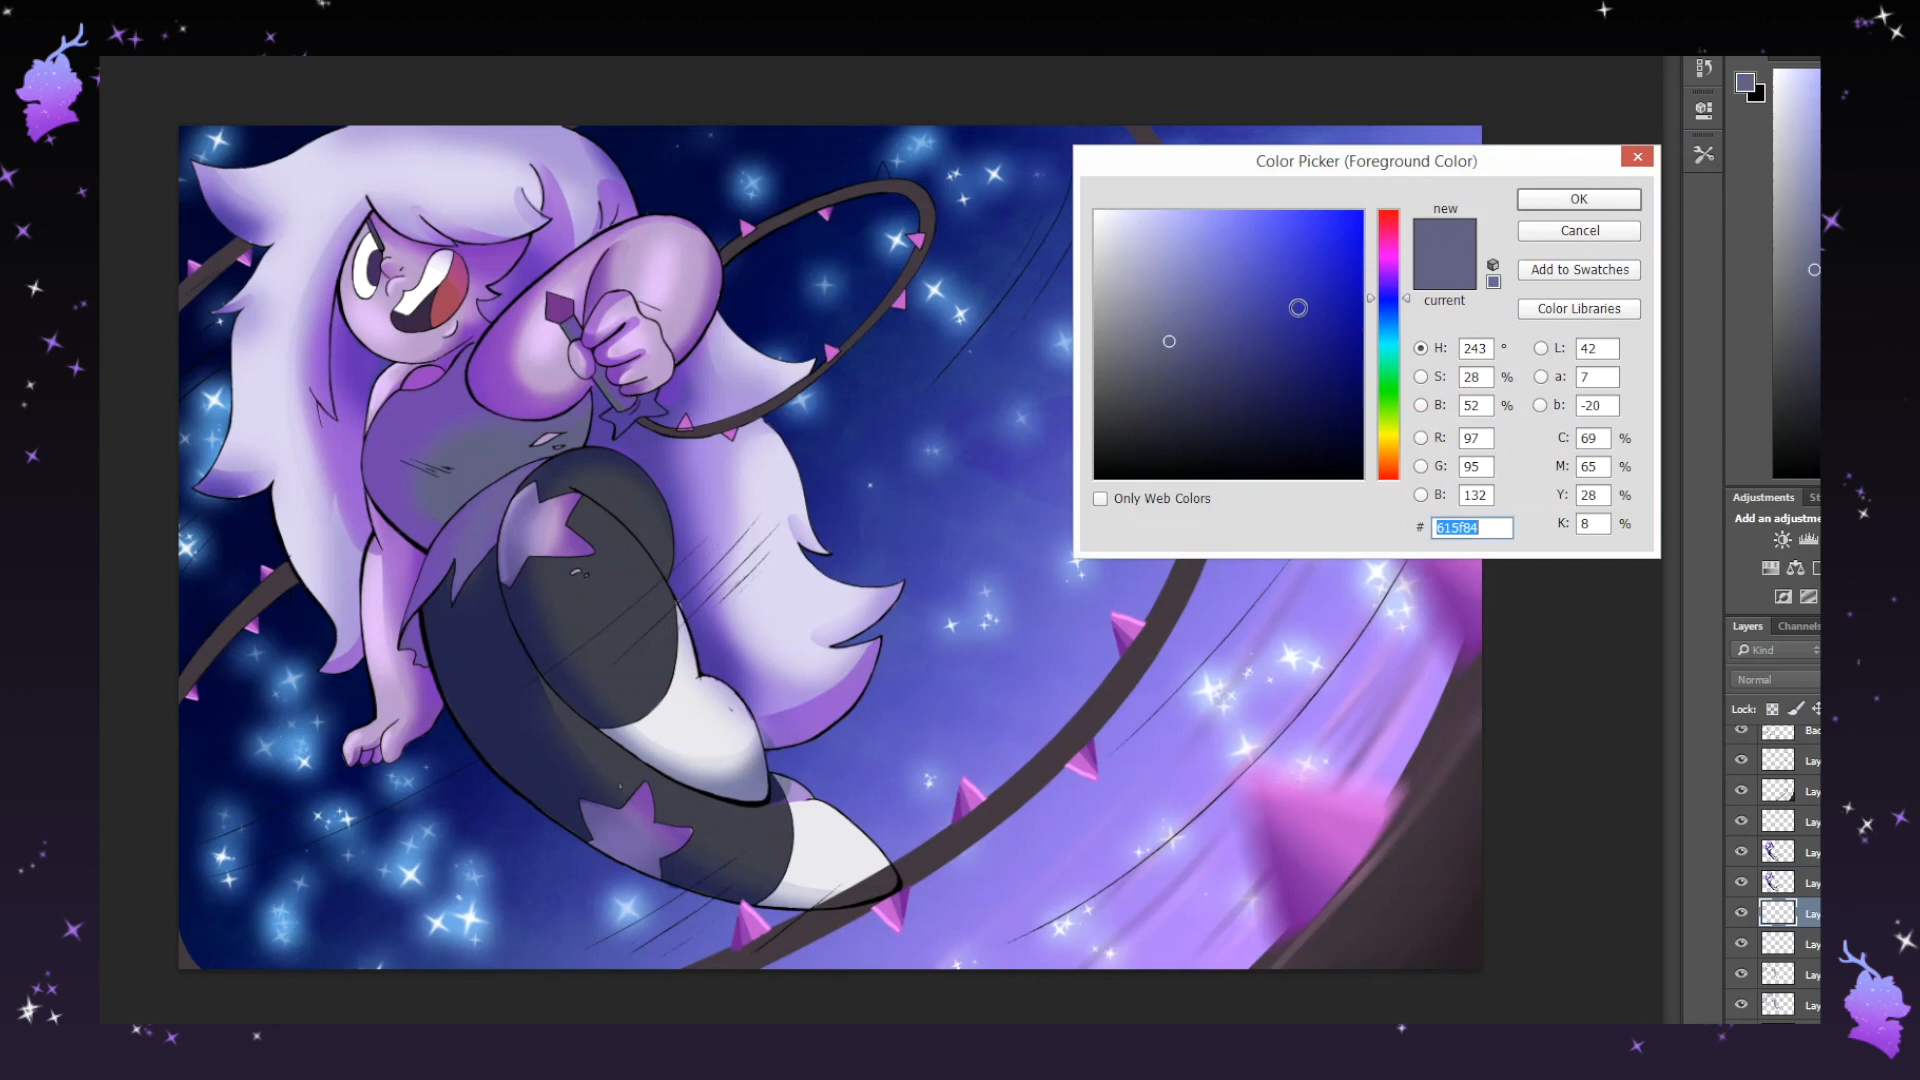 Color Picker (Foreground Color)
new
current
OK
Cancel
Add to Swatches
Color Libraries
H: 243 °
S: 28 %
B: 52 %
R: 97
G: 95
B: 132
# 615f84
L: 42
a: 7
b: -20
C: 69 %
M: 65 %
Y: 28 %
K: 8 %
Only Web Colors
Adjustments St
Add an adjustme
Layers Channels
Kind
Normal
Lock:
Bac
Lay
Lay
Lay
Lay
Lay
Lay
Lay
Lay
Lay